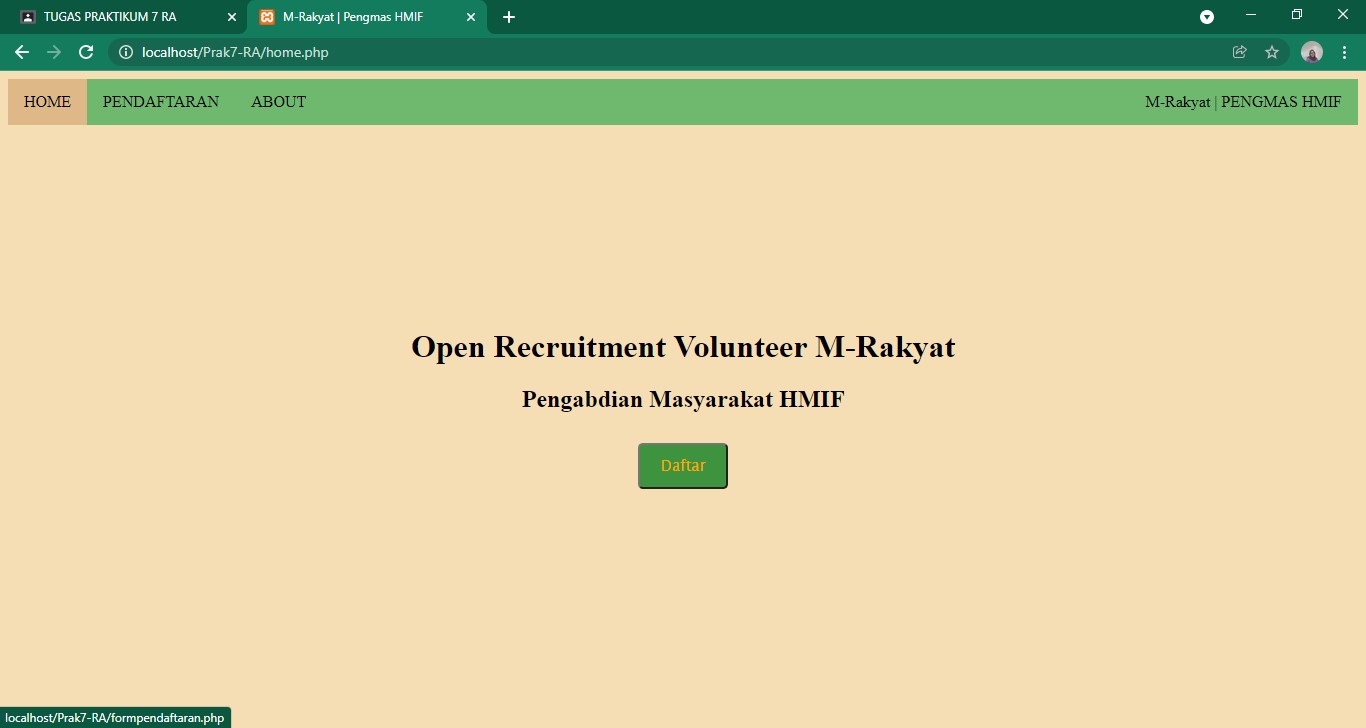 TUGAS PRAKTIKUM 7 RA
M-Rakyat | Pengmas HMIF
localhost/Prak7-RA/home.php
HOME PENDAFTARAN ABOUT M-Rakyat | PENGMAS HMIF
Open Recruitment Volunteer M-Rakyat
Pengabdian Masyarakat HMIF
Daftar
localhost/Prak7-RA/formpendaftaran.php